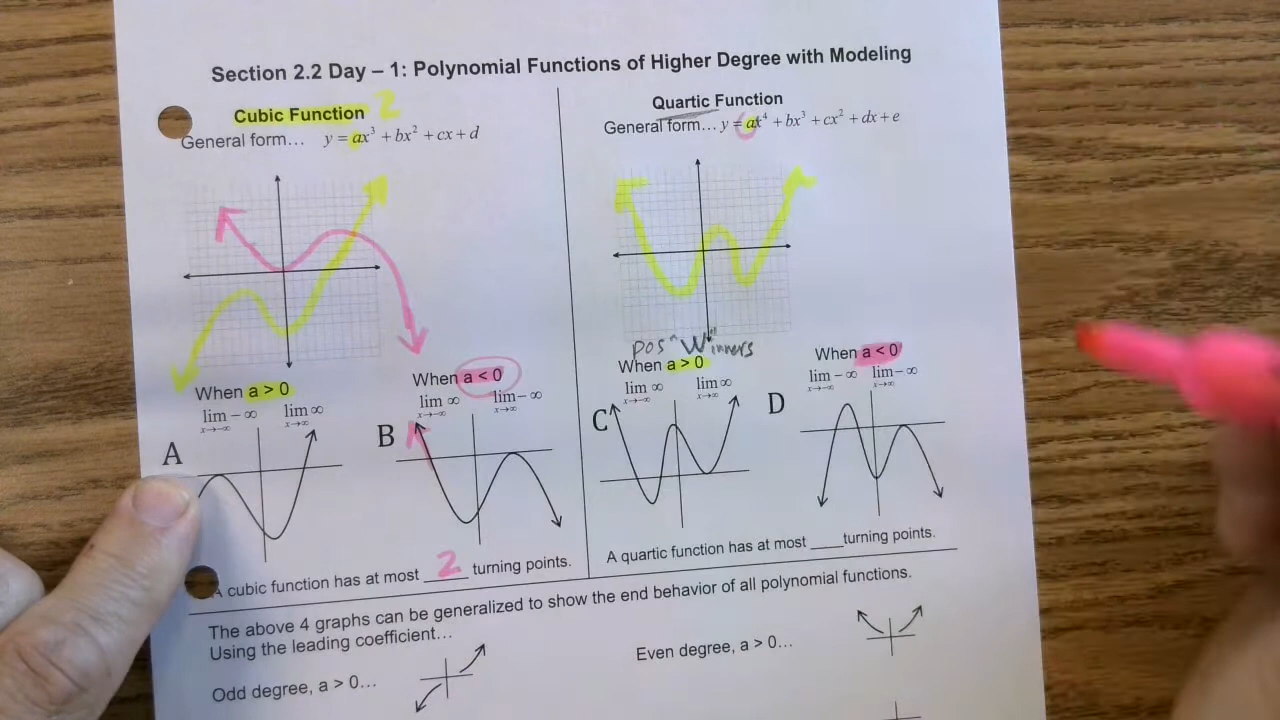 Section 2.2 Day – 1: Polynomial Functions of Higher Degree with Modeling
Cubic Function 2
General form… y = ax³ + bx² + cx + d
When a > 0
lim x→-∞ -∞ lim x→∞ ∞
A
When a < 0
lim x→-∞ ∞ lim x→∞ -∞
B
A cubic function has at most 2 turning points.
Quartic Function
General form… y = ax⁴ + bx³ + cx² + dx + e
pos "W"inners
When a > 0
lim x→-∞ ∞ lim x→∞ ∞
C
When a < 0
lim x→-∞ -∞ lim x→∞ -∞
D
A quartic function has at most ____turning points.
The above 4 graphs can be generalized to show the end behavior of all polynomial functions.
Using the leading coefficient…
Odd degree, a > 0…
Even degree, a > 0…